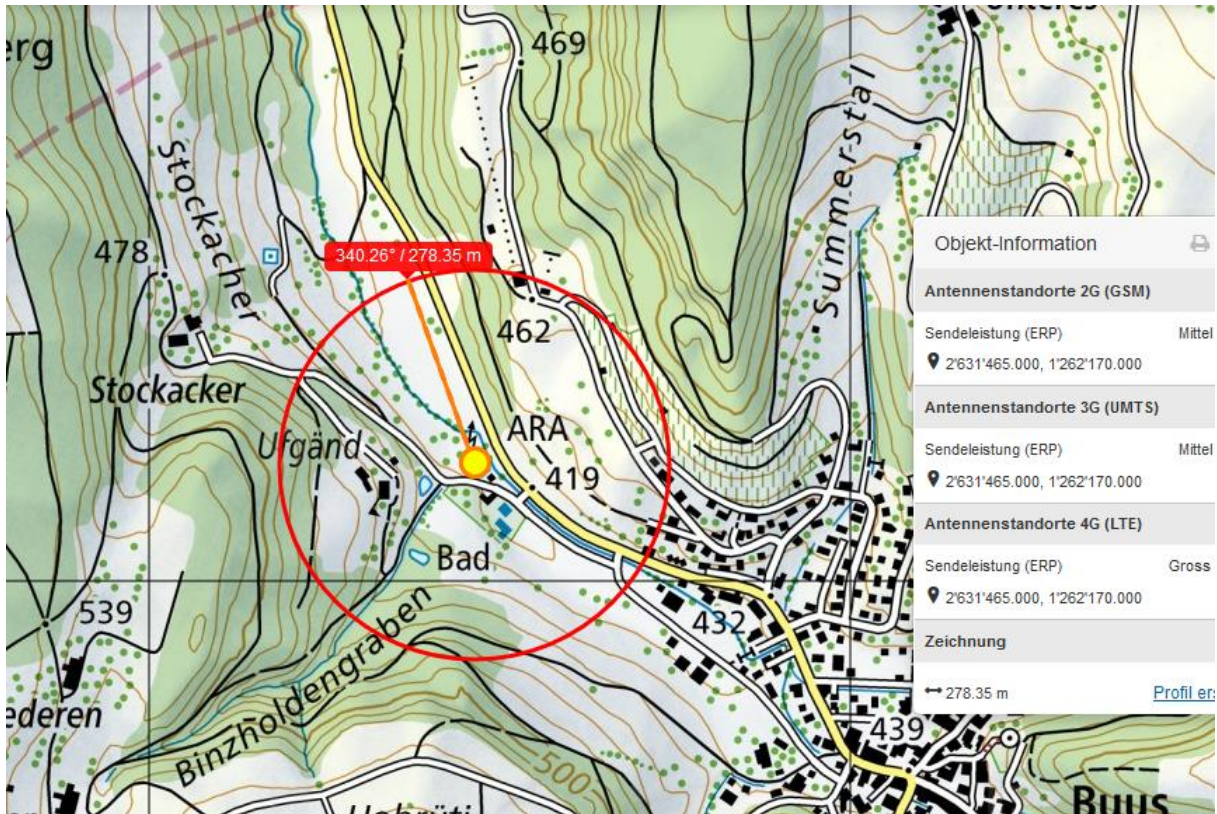 erg
469
Stockacher
478
340.26° / 278.35 m
462
Summerstal
Stockacker
Ufgänd
ARA
419
Bad
539
432
ederen
Binzholdengraben
500
439
Buus
Objekt-Information
Antennenstandorte 2G (GSM)
Sendeleistung (ERP) Mittel
2'631'465.000, 1'262'170.000
Antennenstandorte 3G (UMTS)
Sendeleistung (ERP) Mittel
2'631'465.000, 1'262'170.000
Antennenstandorte 4G (LTE)
Sendeleistung (ERP) Gross
2'631'465.000, 1'262'170.000
Zeichnung
278.35 m Profil ers